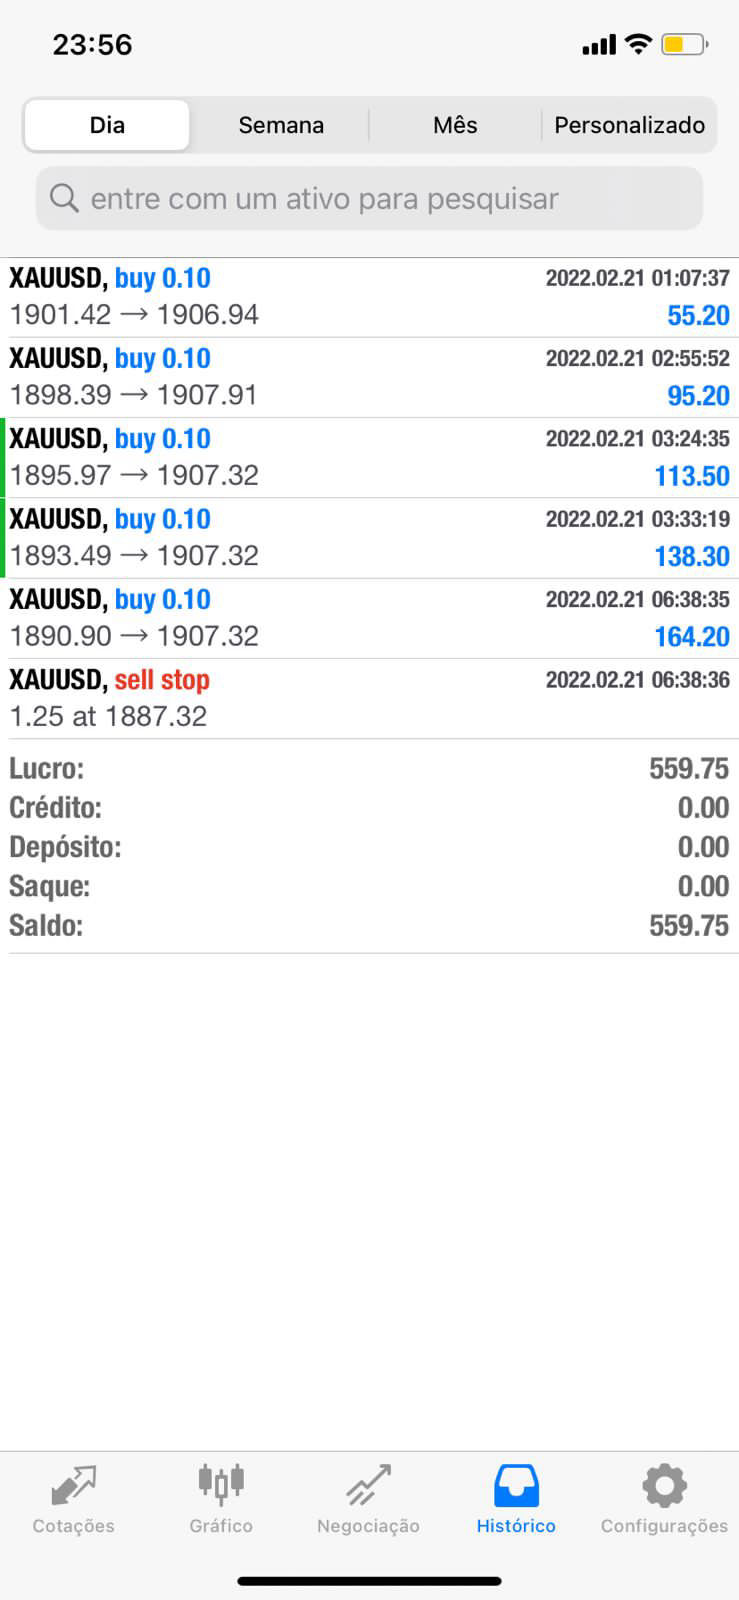 23:56
Dia Semana Mês Personalizado
entre com um ativo para pesquisar
XAUUSD, buy 0.10 2022.02.21 01:07:37
1901.42 → 1906.94 55.20
XAUUSD, buy 0.10 2022.02.21 02:55:52
1898.39 → 1907.91 95.20
XAUUSD, buy 0.10 2022.02.21 03:24:35
1895.97 → 1907.32 113.50
XAUUSD, buy 0.10 2022.02.21 03:33:19
1893.49 → 1907.32 138.30
XAUUSD, buy 0.10 2022.02.21 06:38:35
1890.90 → 1907.32 164.20
XAUUSD, sell stop 2022.02.21 06:38:36
1.25 at 1887.32
Lucro: 559.75
Crédito: 0.00
Depósito: 0.00
Saque: 0.00
Saldo: 559.75
Cotações Gráfico Negociação Histórico Configurações